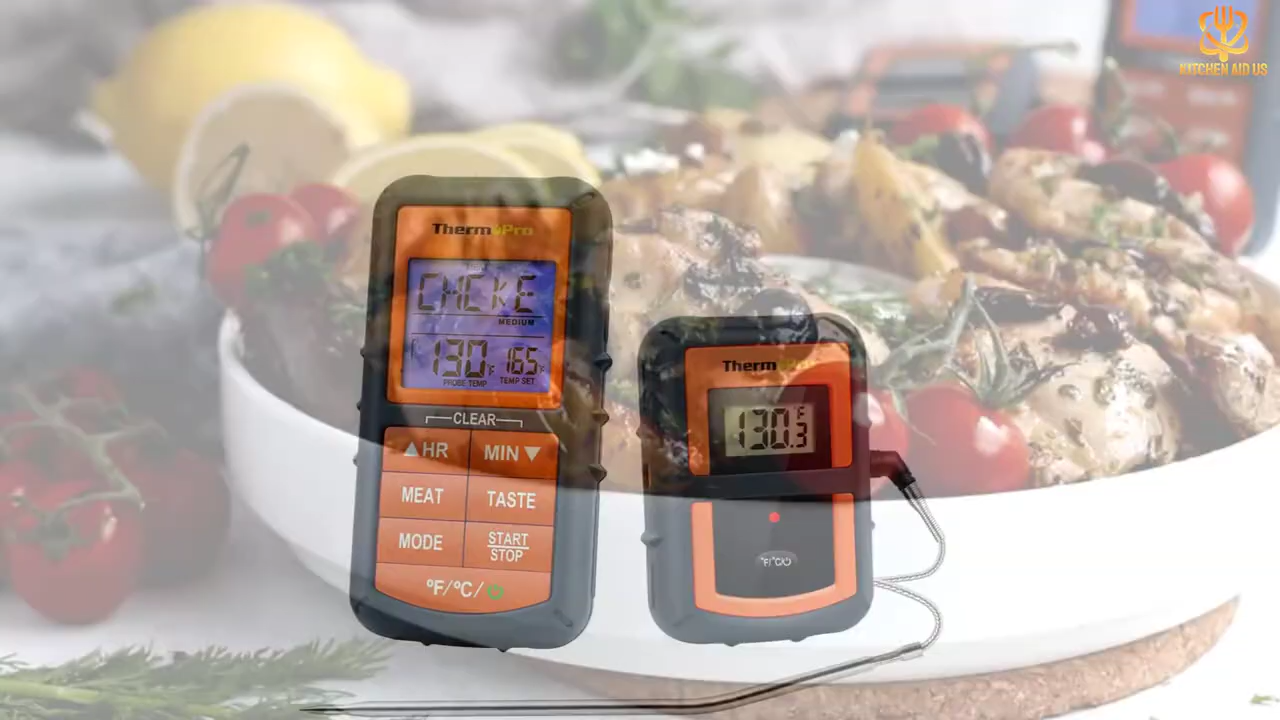 KITCHEN AID US
ThermoPro
CHCKE
MEDIUM
130°F 165°F
PROBE TEMP TEMP SET
CLEAR
▲HR MIN▼
MEAT TASTE
MODE START
STOP
°F/°C/
ThermoPro
130.3 °F
°F/°C/